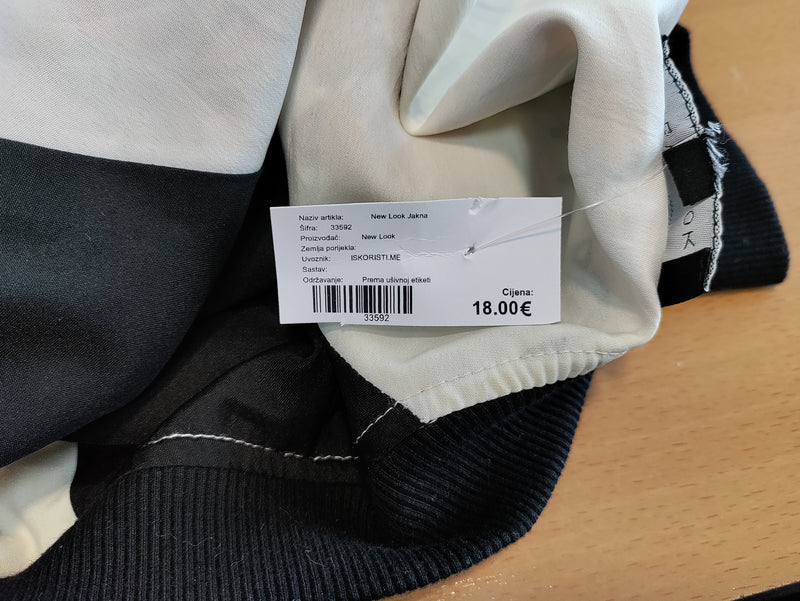 Naziv artikla: New Look Jakna
Šifra: 33592
Proizvođač: New Look
Zemlja porijekla:
Uvoznik: ISKORISTI.ME
Sastav:
Održavanje: Prema ušivnoj etiketi
33592
Cijena:
18.00€
OK